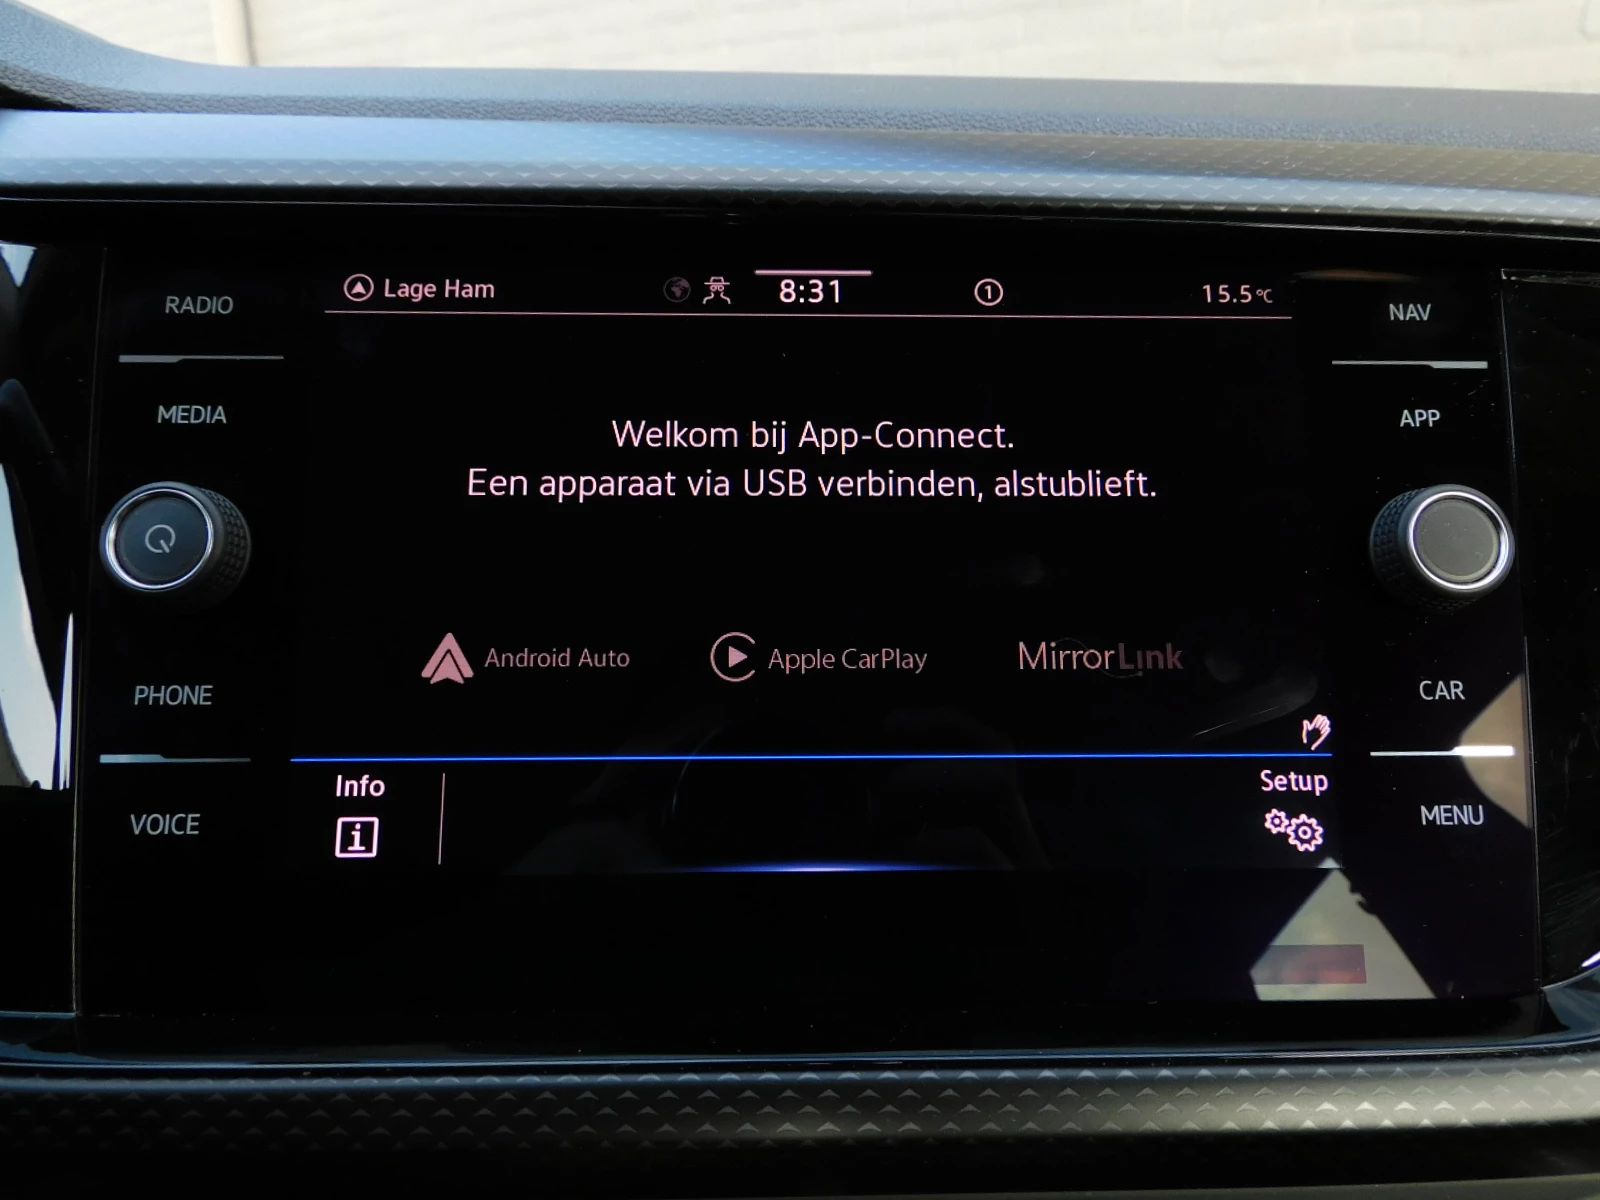 RADIO
MEDIA
PHONE
VOICE
Lage Ham
8:31
1
15.5°C
Welkom bij App-Connect.
Een apparaat via USB verbinden, alstublieft.
Android Auto
Apple CarPlay
MirrorLink
Info
i
Setup
NAV
APP
CAR
MENU